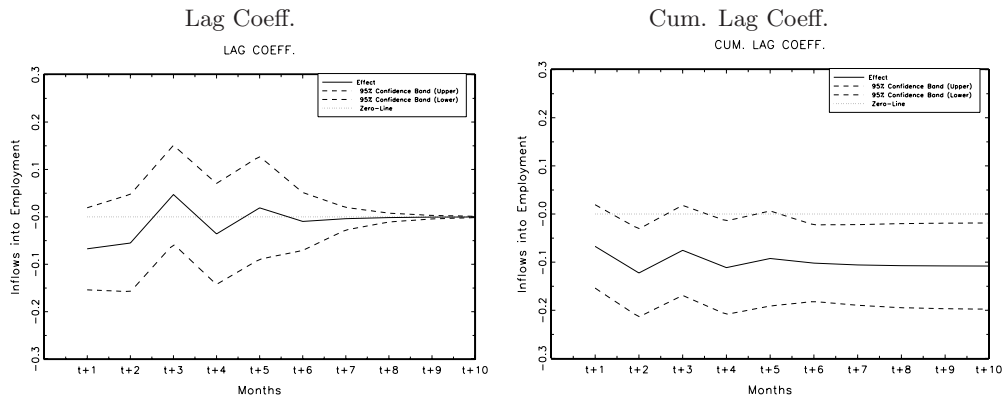 Lag Coeff.
LAG COEFF.
Effect
95% Confidence Band (Upper)
95% Confidence Band (Lower)
Zero-Line
Inflows into Employment
0.3
0.2
0.1
-0.0
-0.1
-0.2
-0.3
t+1 t+2 t+3 t+4 t+5 t+6 t+7 t+8 t+9 t+10
Months
Cum. Lag Coeff.
CUM. LAG COEFF.
Effect
95% Confidence Band (Upper)
95% Confidence Band (Lower)
Zero-Line
Inflows into Employment
0.3
0.2
0.1
0.0
-0.1
-0.2
-0.3
t+1 t+2 t+3 t+4 t+5 t+6 t+7 t+8 t+9 t+10
Months